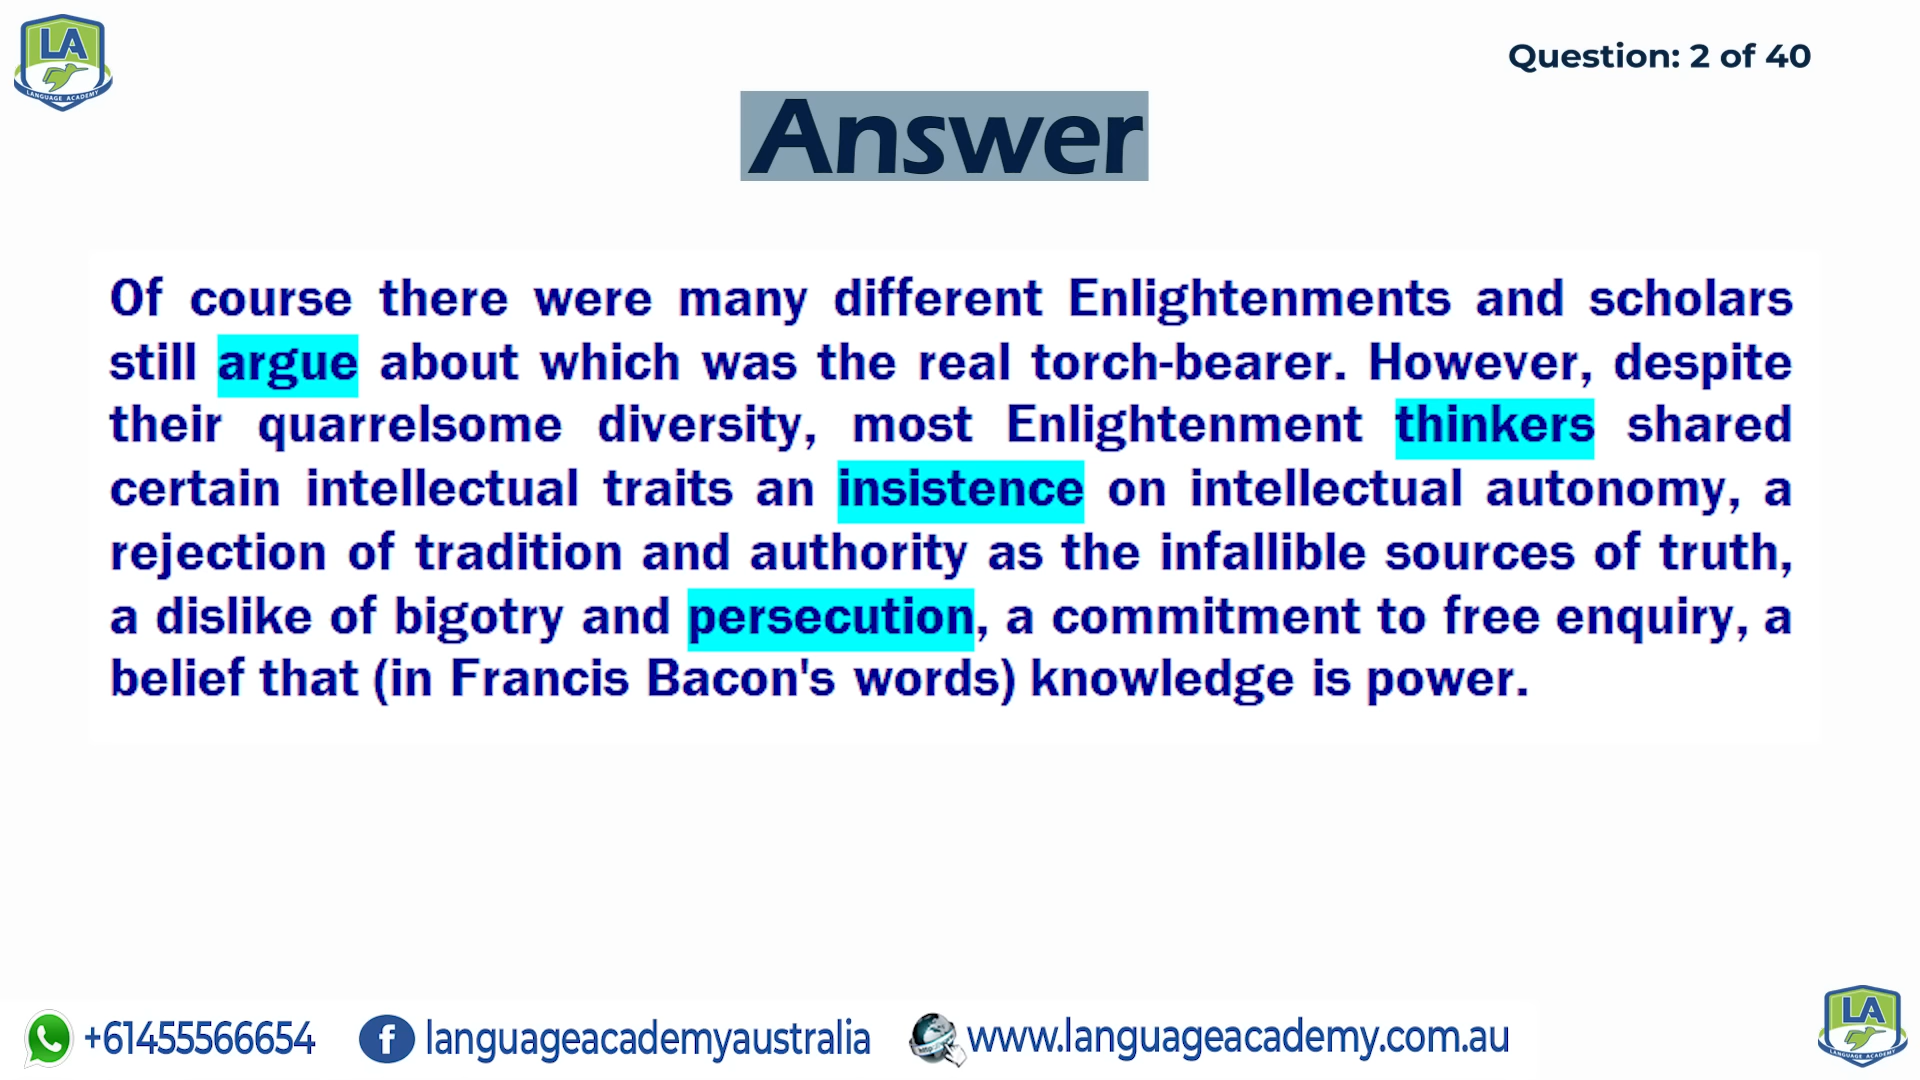 LA
LANGUAGE ACADEMY
Question: 2 of 40
Answer
Of course there were many different Enlightenments and scholars
still argue about which was the real torch-bearer. However, despite
their quarrelsome diversity, most Enlightenment thinkers shared
certain intellectual traits an insistence on intellectual autonomy, a
rejection of tradition and authority as the infallible sources of truth,
a dislike of bigotry and persecution, a commitment to free enquiry, a
belief that (in Francis Bacon's words) knowledge is power.
+61455566654 f languageacademyaustralia www.languageacademy.com.au
LA
LANGUAGE ACADEMY